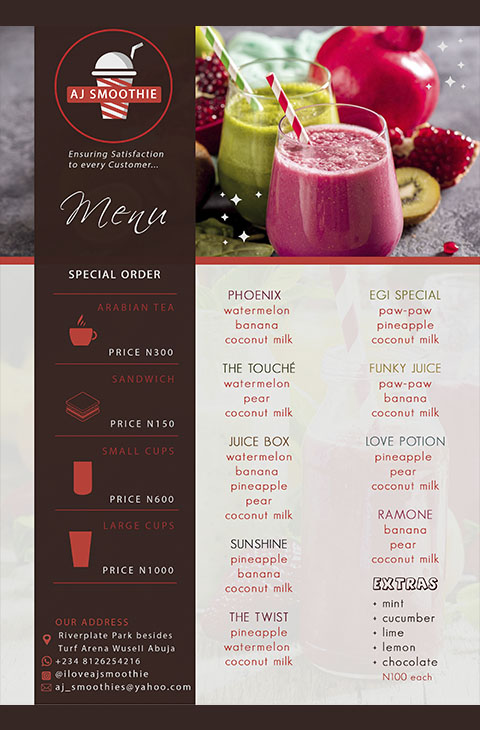 AJ SMOOTHIE
Ensuring Satisfaction
to every Customer...
Menu
SPECIAL ORDER
ARABIAN TEA
PRICE N300
SANDWICH
PRICE N150
SMALL CUPS
PRICE N600
LARGE CUPS
PRICE N1000
OUR ADDRESS
Riverplate Park besides
Turf Arena Wusell Abuja
+234 8126254216
@iloveajsmoothie
aj_smoothies@yahoo.com
PHOENIX
watermelon
banana
coconut milk
THE TOUCHÉ
watermelon
pear
coconut milk
JUICE BOX
watermelon
banana
pineapple
pear
coconut milk
SUNSHINE
pineapple
banana
coconut milk
THE TWIST
pineapple
watermelon
coconut milk
EGI SPECIAL
paw-paw
pineapple
coconut milk
FUNKY JUICE
paw-paw
banana
coconut milk
LOVE POTION
pineapple
pear
coconut milk
RAMONE
banana
pear
coconut milk
EXTRAS
• mint
• cucumber
• lime
• lemon
• chocolate
N100 each